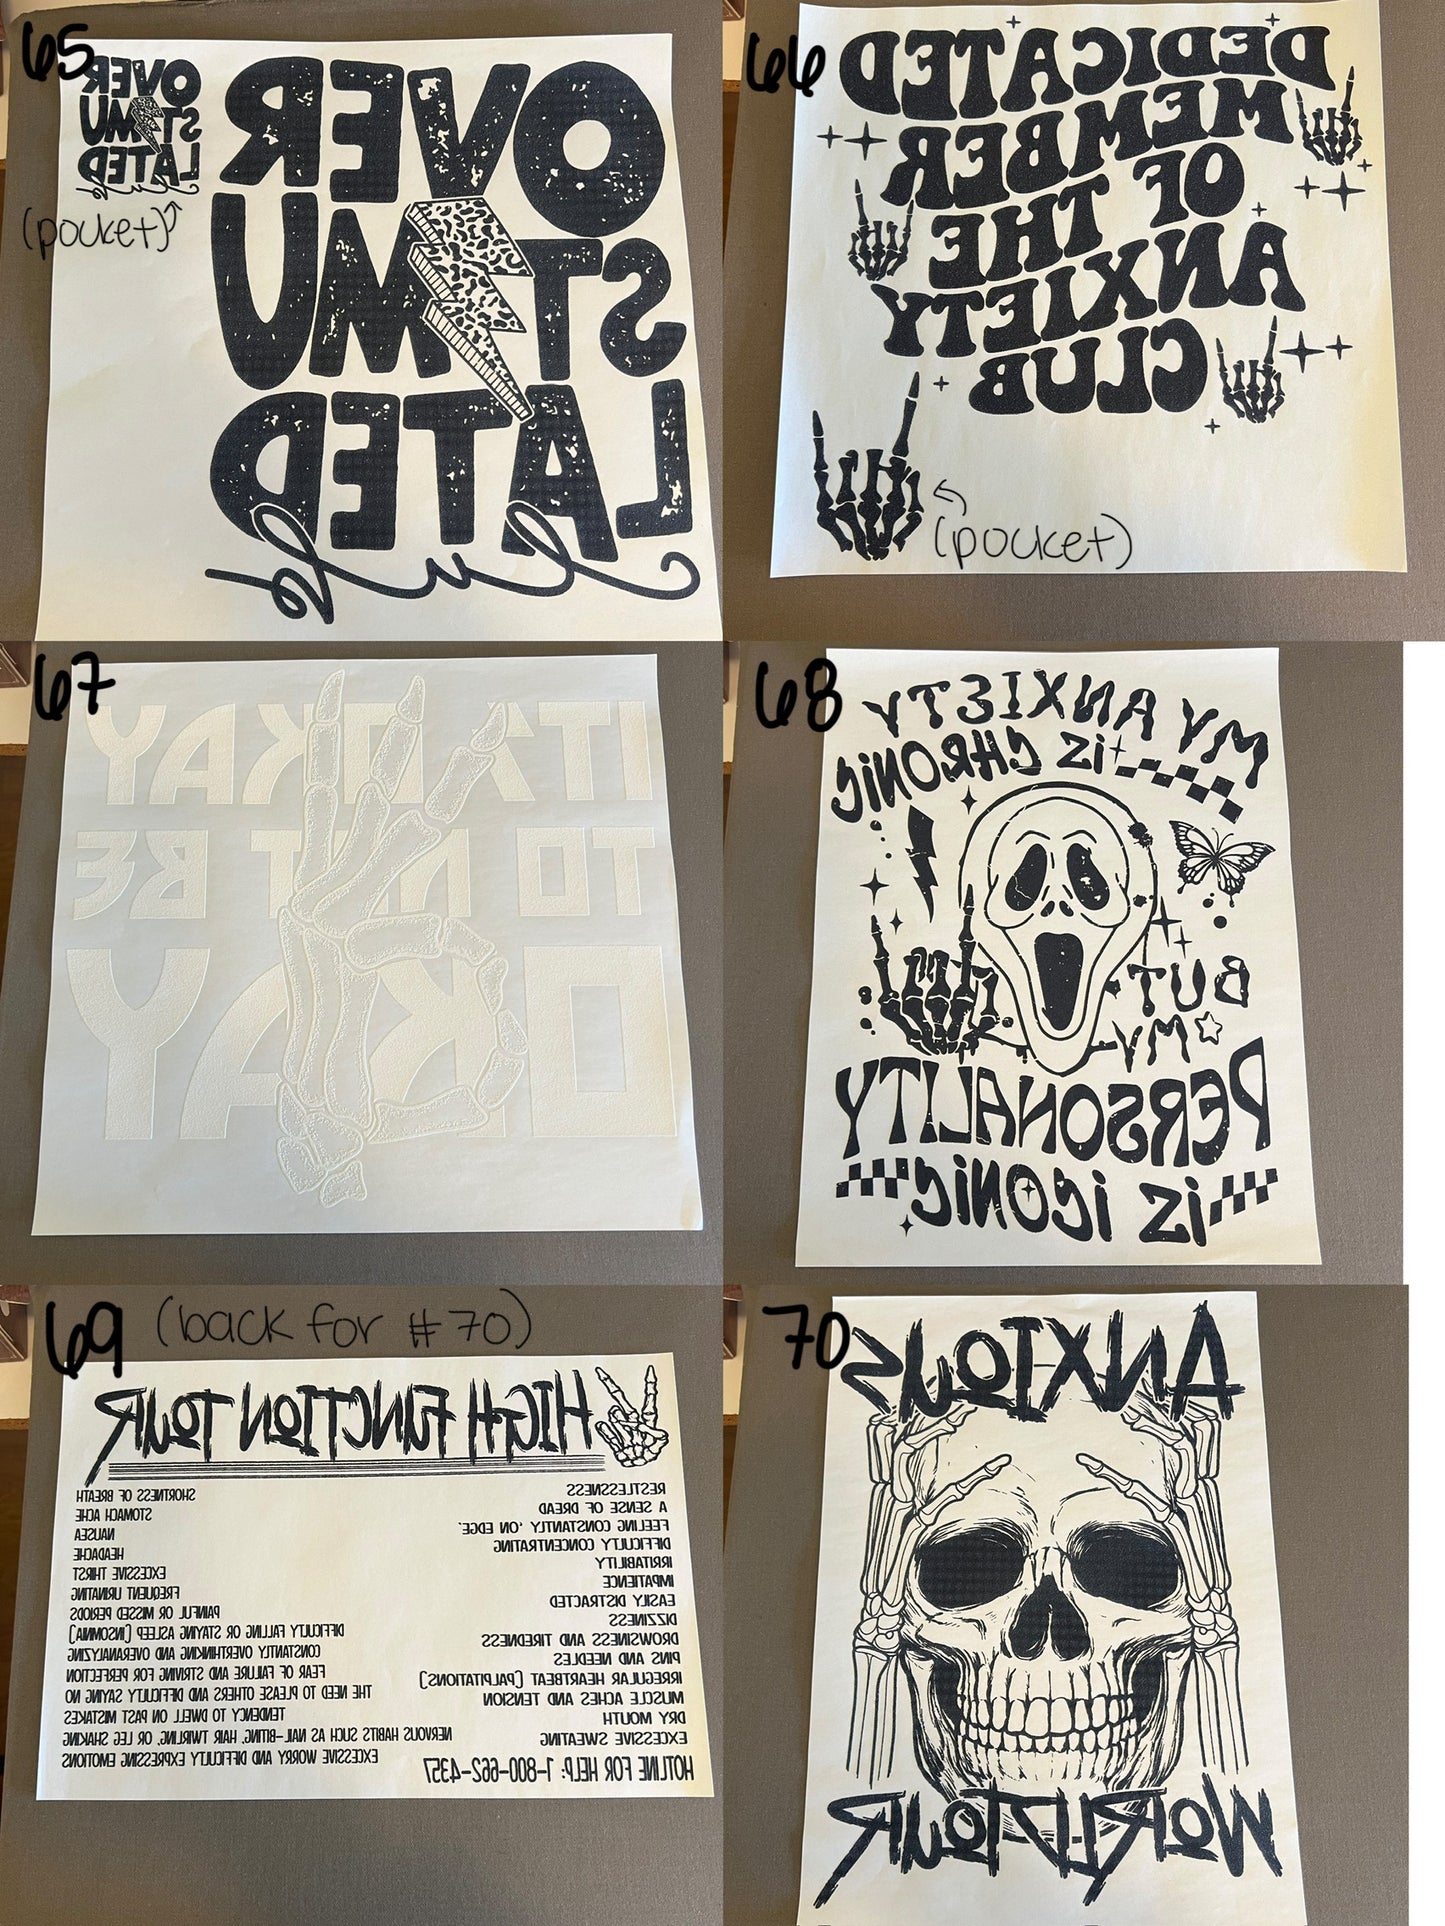 65
OVER
STIMU
LATED
club
(pocket)
OVER
STMU
LATED
club
66
DEDICATED
MEMBER
OF
THE
ANXIETY
CLUB
(pocket)
67
IT'S OKAY
TO NOT BE
OKAY
68
MY ANXIETY
iS CHRONiC
BUT
MY
PERSONALITY
iS iCONiC
69 (back for #70)
HIGH FUNCTION TOUR
RESTLESSNESS
A SENSE OF DREAD
FEELING CONSTANTLY 'ON EDGE'
DIFFICULTY CONCENTRATING
IRRITABILITY
IMPATIENCE
EASILY DISTRACTED
DIZZINESS
DROWSINESS AND TIREDNESS
PINS AND NEEDLES
IRREGULAR HEARTBEAT (PALPITATIONS)
MUSCLE ACHES AND TENSION
DRY MOUTH
EXCESSIVE SWEATING
SHORTNESS OF BREATH
STOMACH ACHE
NAUSEA
HEADACHE
EXCESSIVE THIRST
FREQUENT URINATING
PAINFUL OR MISSED PERIODS
DIFFICULTY FALLING OR STAYING ASLEEP (INSOMNIA)
CONSTANTLY OVERTHINKING AND OVERANALYZING
FEAR OF FAILURE AND STRIVING FOR PERFECTION
THE NEED TO PLEASE OTHERS AND DIFFICULTY SAYING NO
TENDENCY TO DWELL ON PAST MISTAKES
NERVOUS HABITS SUCH AS NAIL-BITING, HAIR TWIRLING, OR LEG SHAKING
EXCESSIVE WORRY AND DIFFICULTY EXPRESSING EMOTIONS
HOTLINE FOR HELP: 1-800-662-4357
70
ANXIOUS
WORLD TOUR